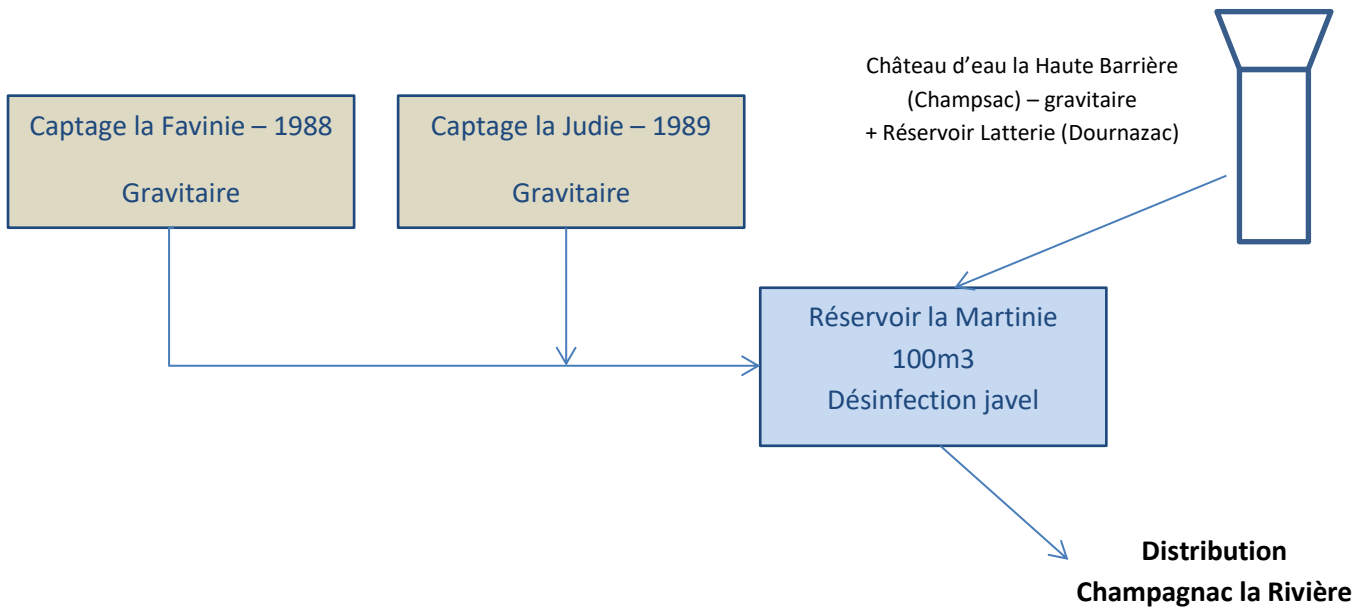 Château d’eau la Haute Barrière
(Champsac) – gravitaire
+ Réservoir Latterie (Dournazac)
Captage la Favinie – 1988
Gravitaire
Captage la Judie – 1989
Gravitaire
Réservoir la Martinie
100m3
Désinfection javel
Distribution
Champagnac la Rivière